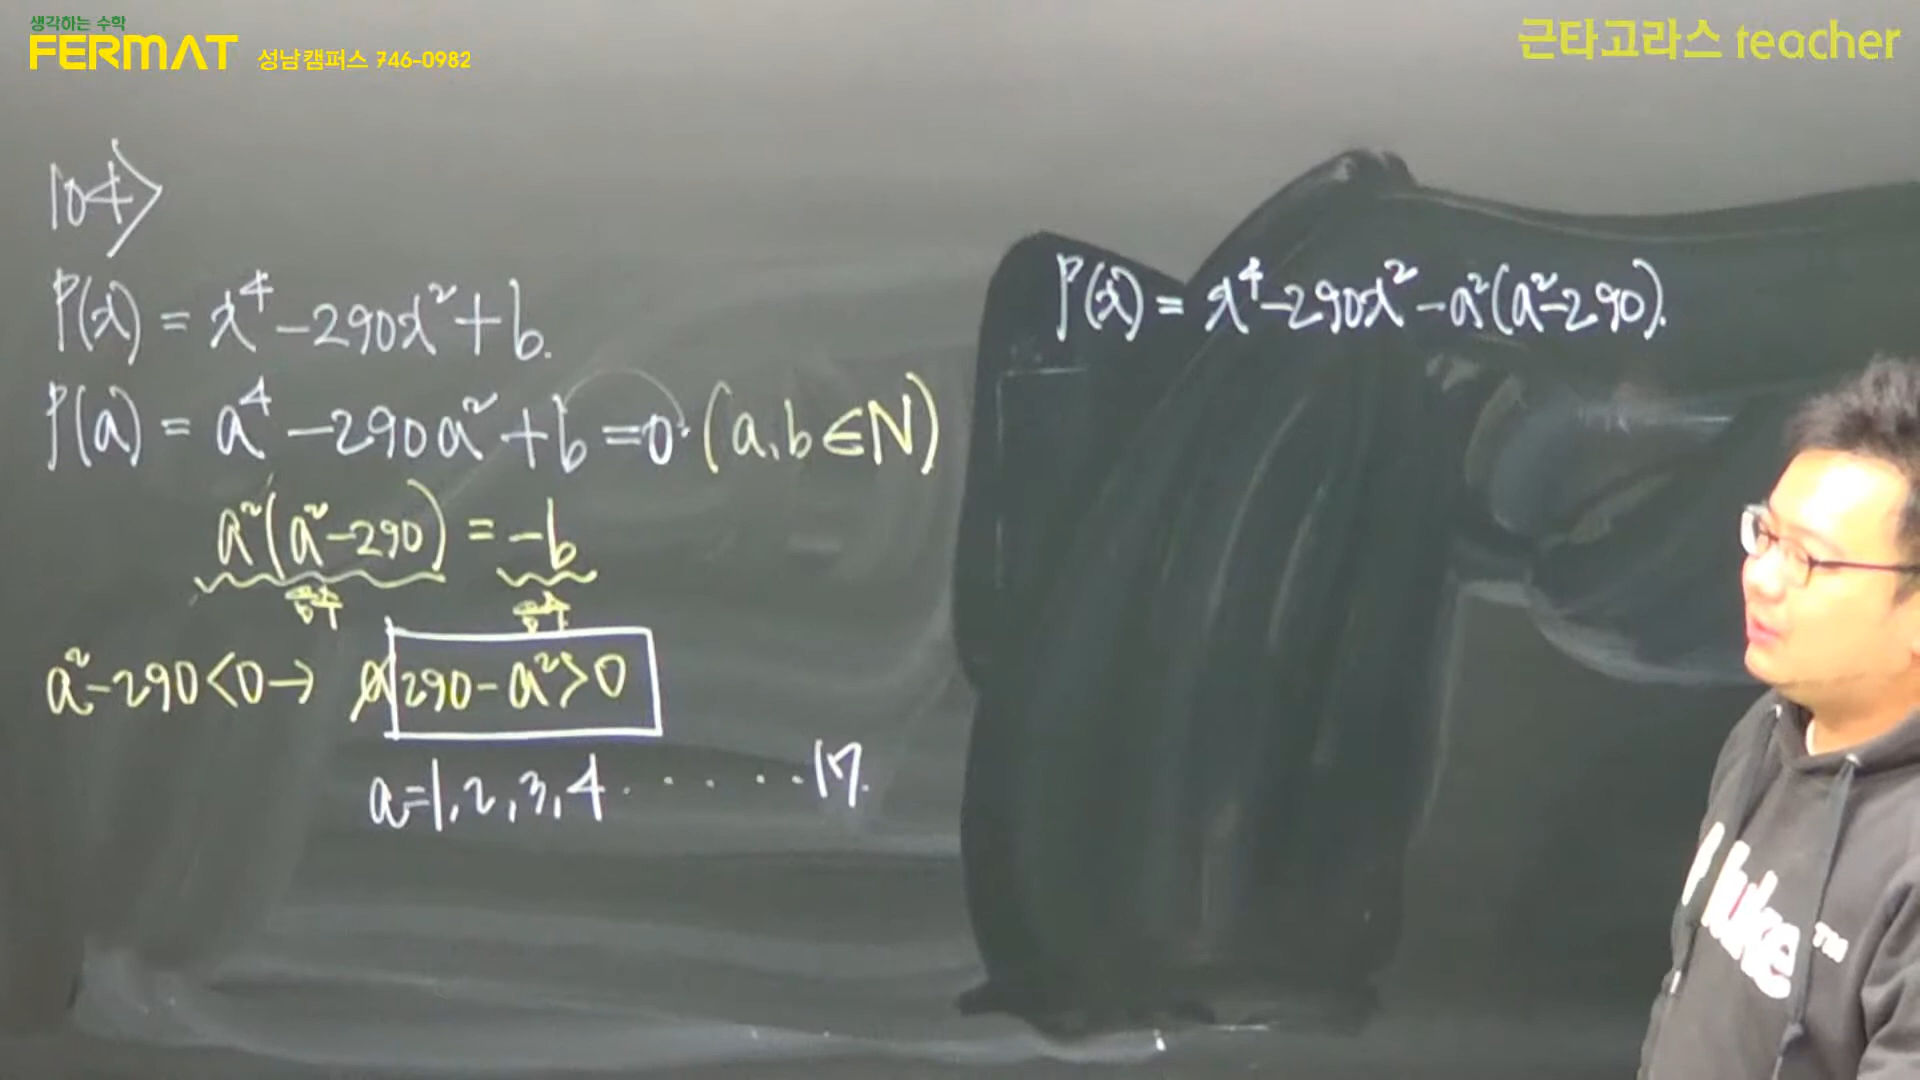 생각하는 수학
FERMAT 성남캠퍼스 746-0982
근타고라스 teacher
104>
P(x) = x⁴-290x²+b.
P(a) = a⁴-290a²+b=0. (a,b∈N)
a²(a²-290) = -b
음수 음수
a²-290<0→ 290-a²>0
a=1,2,3,4.....17.
P(x) = x⁴-290x²-a²(a²-290).